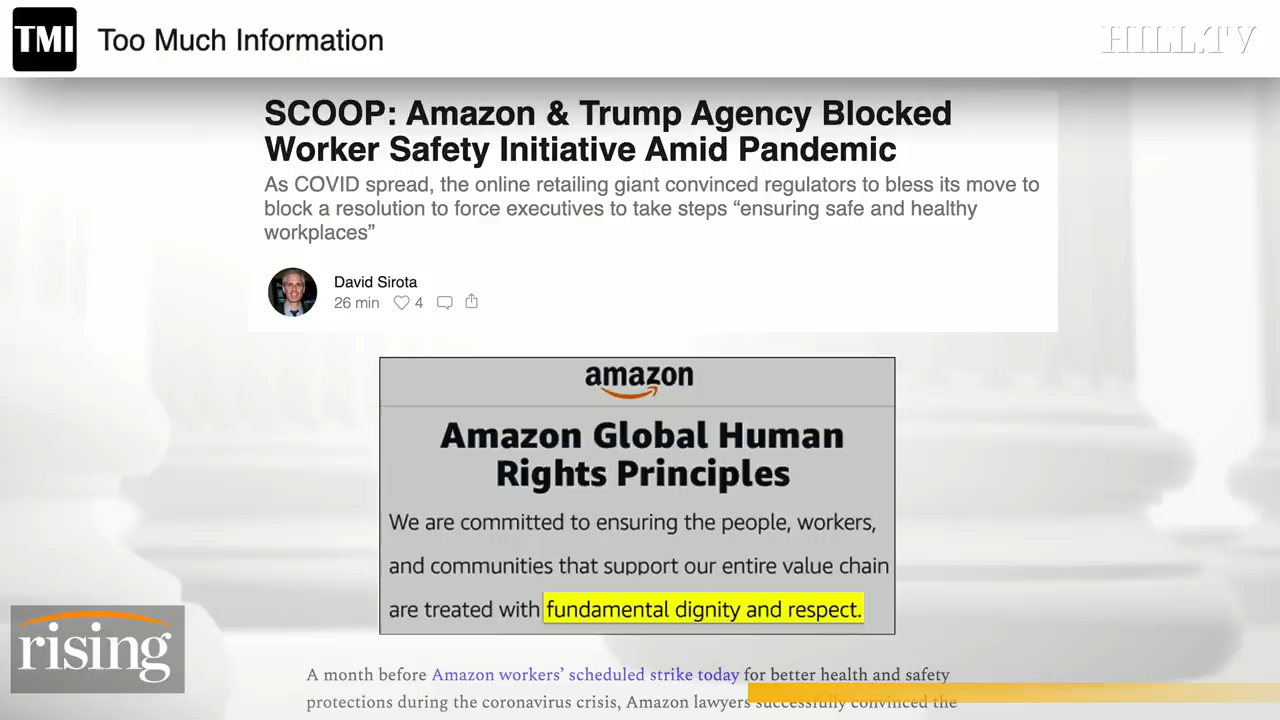 TMI Too Much Information
HILL.TV
SCOOP: Amazon & Trump Agency Blocked
Worker Safety Initiative Amid Pandemic
As COVID spread, the online retailing giant convinced regulators to bless its move to
block a resolution to force executives to take steps “ensuring safe and healthy
workplaces”
David Sirota
26 min 4
amazon
Amazon Global Human
Rights Principles
We are committed to ensuring the people, workers,
and communities that support our entire value chain
are treated with fundamental dignity and respect.
rising
A month before Amazon workers’ scheduled strike today for better health and safety
protections during the coronavirus crisis, Amazon lawyers successfully convinced the